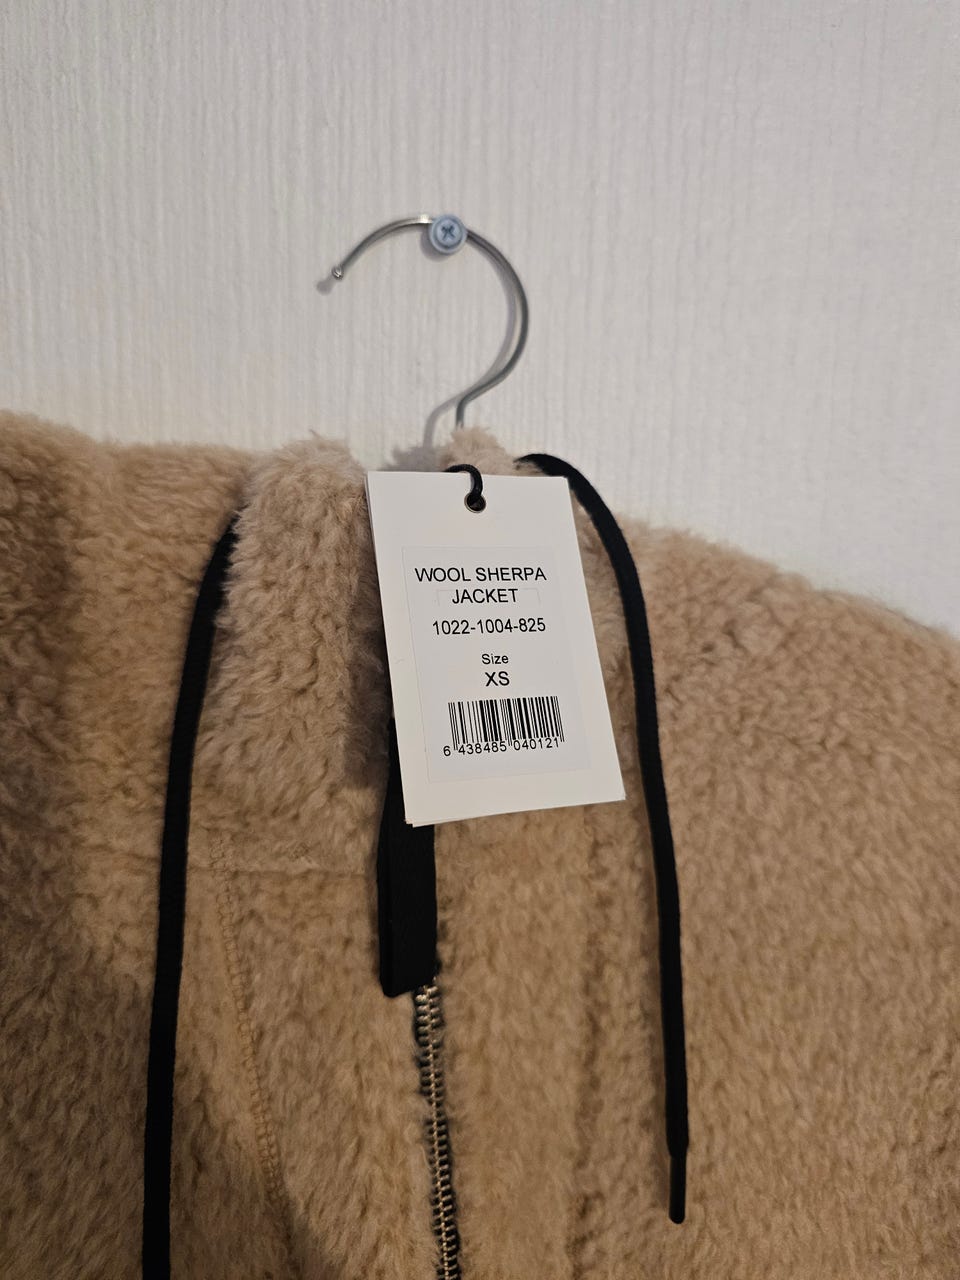 WOOL SHERPA
JACKET
1022-1004-825
Size
XS
6 438485 040121